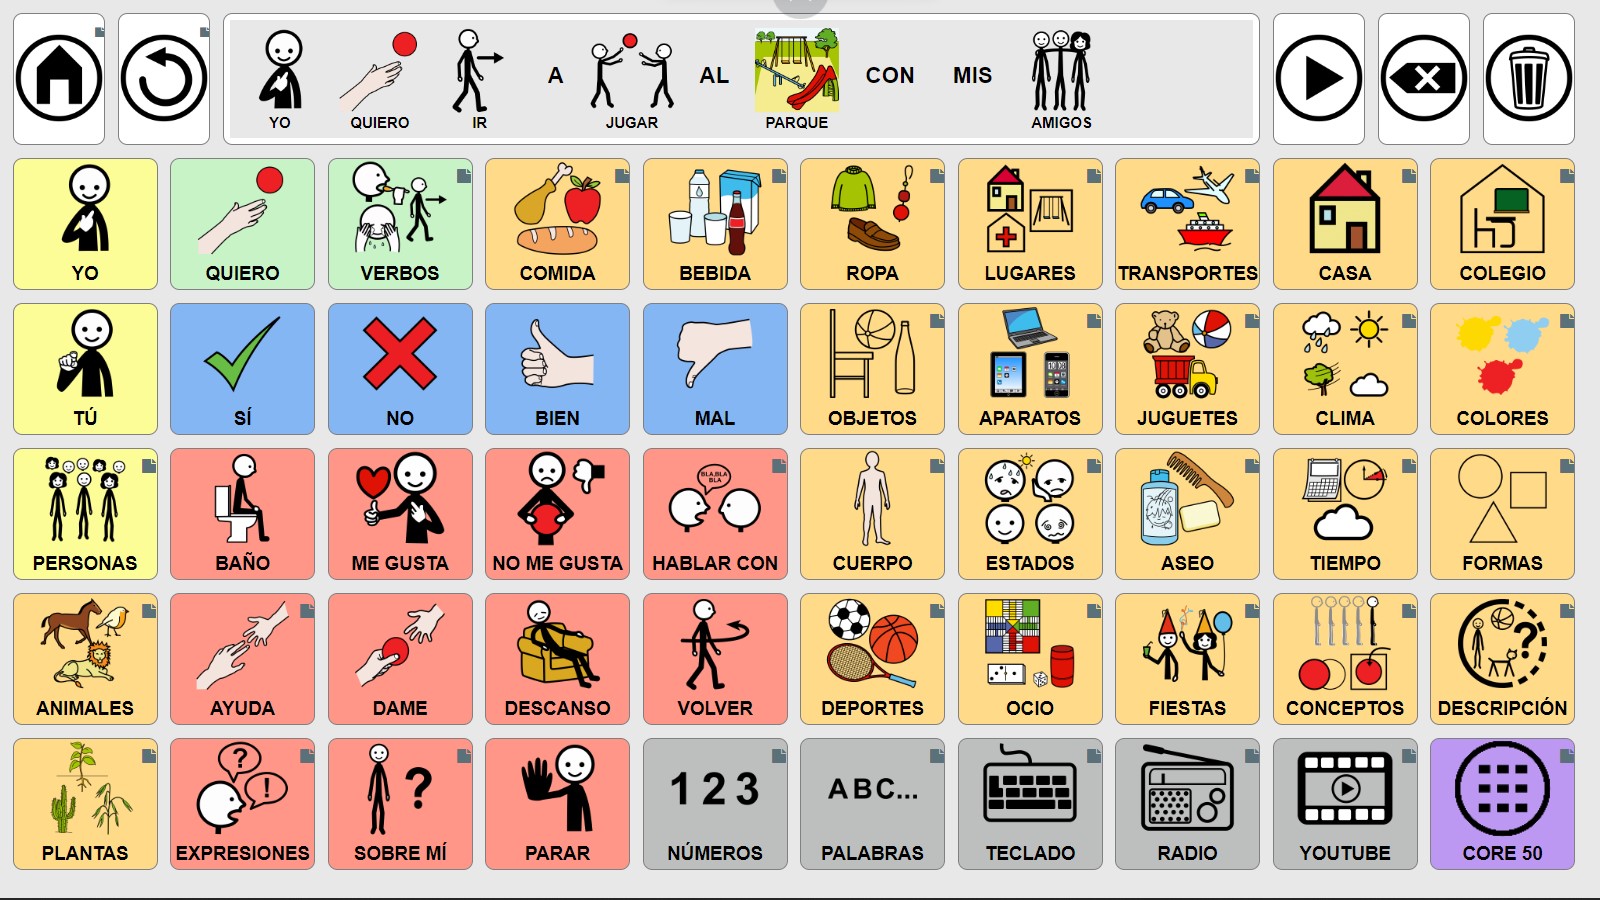 YO QUIERO IR A JUGAR AL PARQUE CON MIS AMIGOS
YO QUIERO VERBOS COMIDA BEBIDA ROPA LUGARES TRANSPORTES CASA COLEGIO
TÚ SÍ NO BIEN MAL OBJETOS APARATOS JUGUETES CLIMA COLORES
BLA,BLA
BLA
PERSONAS BAÑO ME GUSTA NO ME GUSTA HABLAR CON CUERPO ESTADOS ASEO TIEMPO FORMAS
ANIMALES AYUDA DAME DESCANSO VOLVER DEPORTES OCIO FIESTAS CONCEPTOS DESCRIPCIÓN
? ! ? 1 2 3 A B C...
PLANTAS EXPRESIONES SOBRE MÍ PARAR NÚMEROS PALABRAS TECLADO RADIO YOUTUBE CORE 50